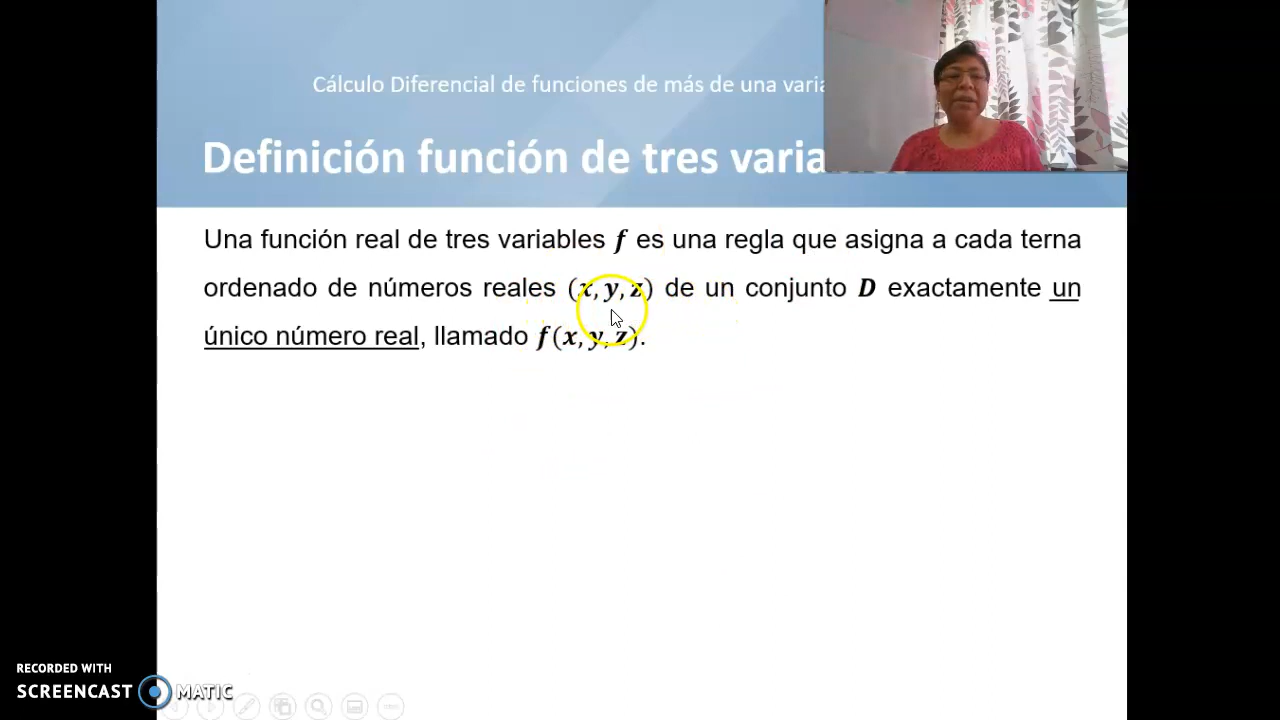 Cálculo Diferencial de funciones de más de una
Definición función de tres
Una función real de tres variables f es una regla que asigna a cada terna
ordenado de números reales (x, y, z) de un conjunto D exactamente un
único número real, llamado f(x, y, z).
RECORDED WITH
SCREENCAST MATIC